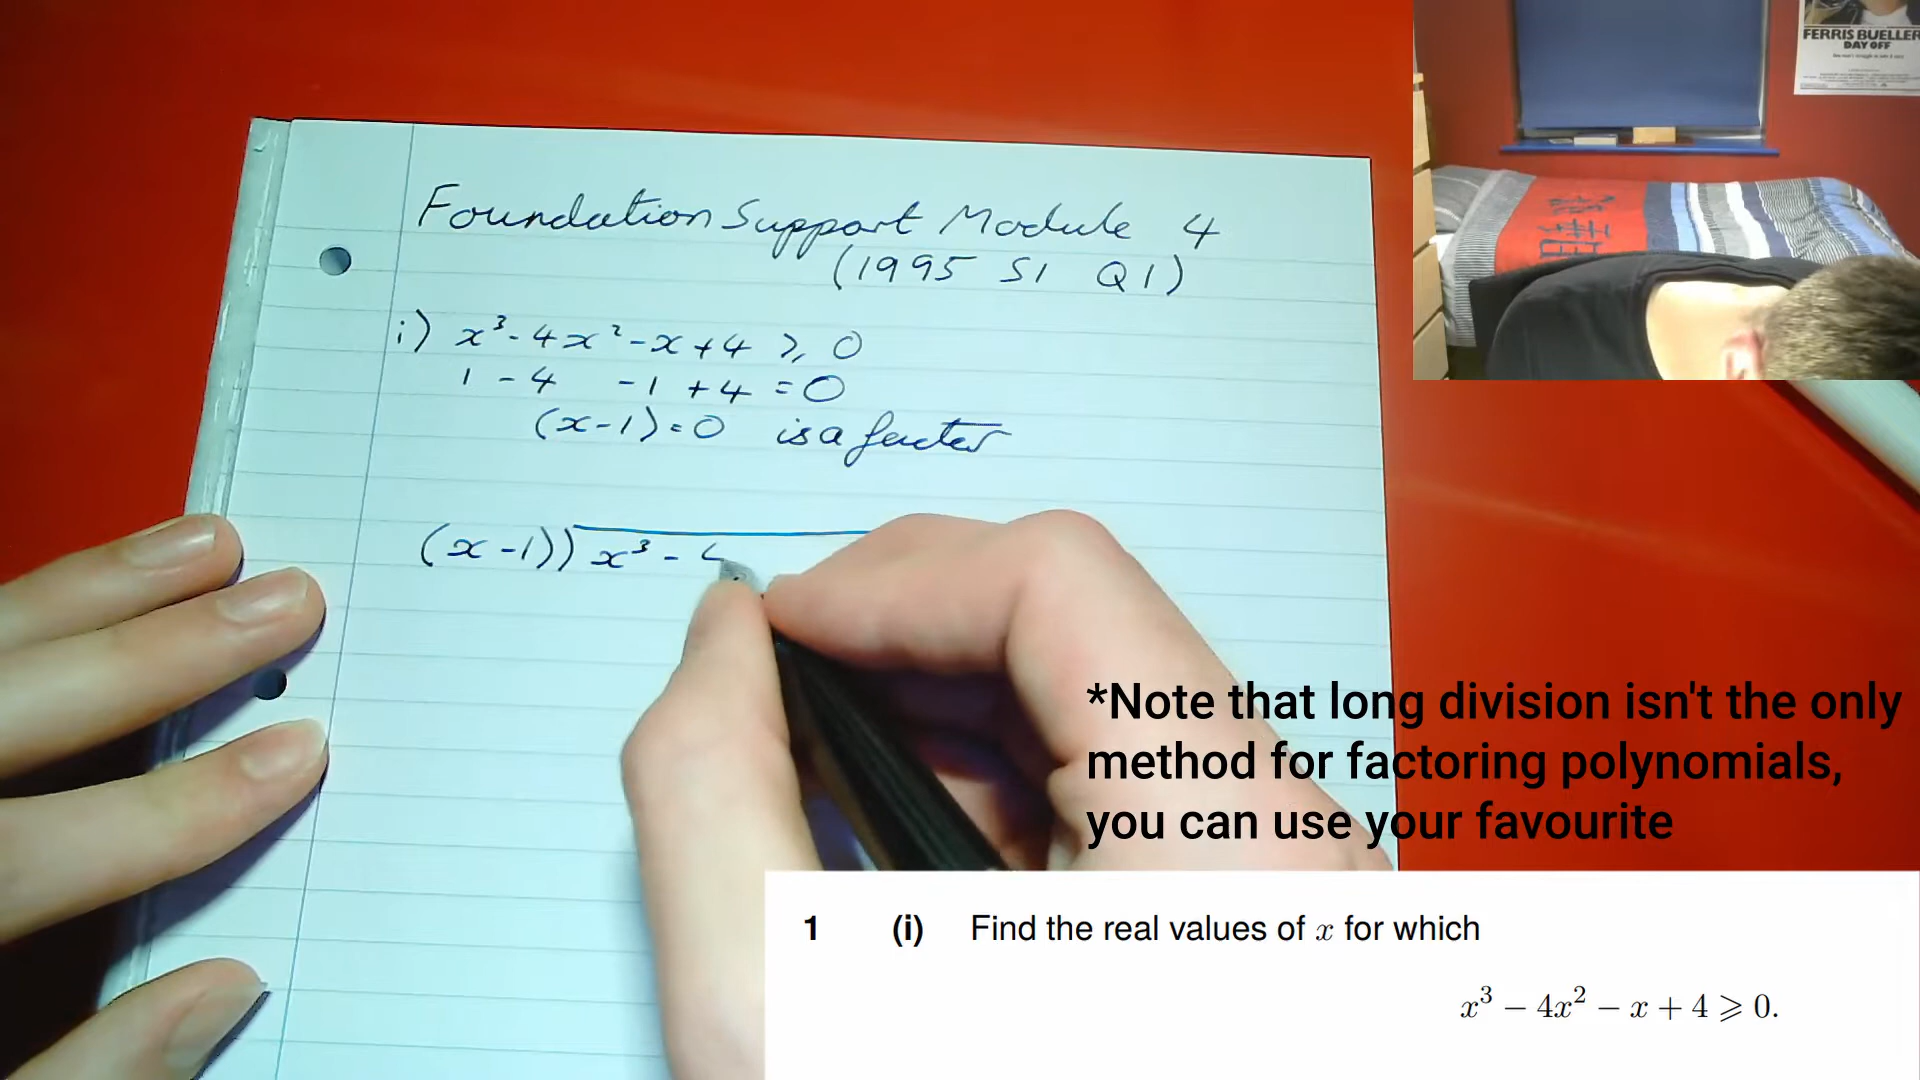 Foundation Support Module 4
(1995 S1 Q1)
i) x³ - 4x² - x + 4 ⩾ 0
1 - 4 - 1 + 4 = 0
(x - 1) = 0 is a factor
(x - 1) ) x³ - 4
FERRIS BUELLER
DAY OFF
*Note that long division isn't the only
method for factoring polynomials,
you can use your favourite
1 (i) Find the real values of x for which
x³ − 4x² − x + 4 ⩾ 0.